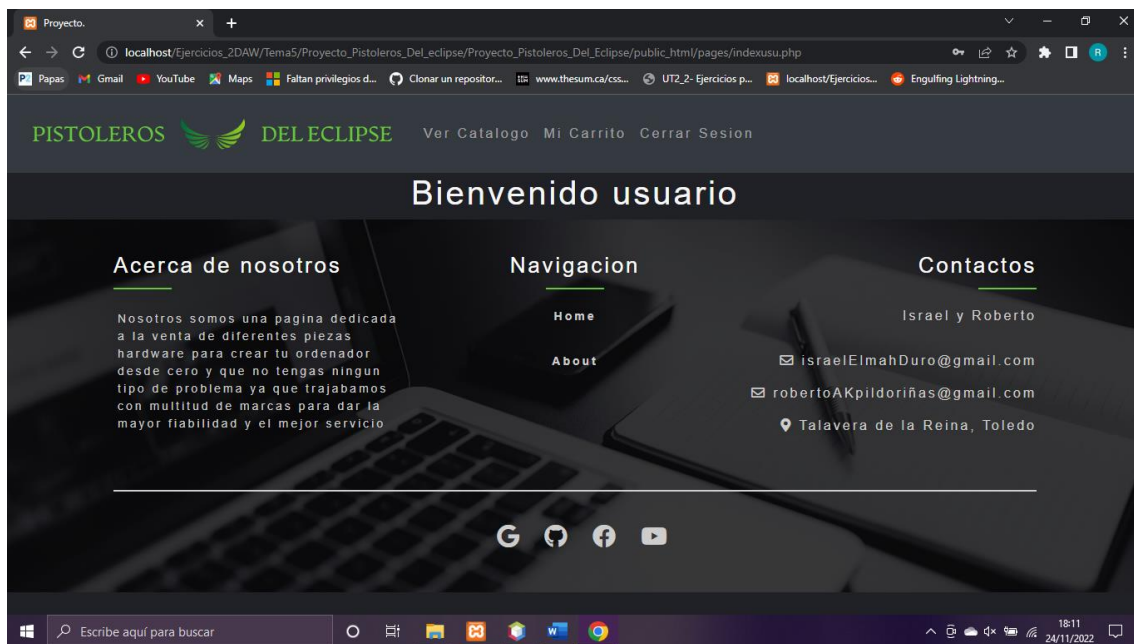 Proyecto.
localhost/Ejercicios_2DAW/Tema5/Proyecto_Pistoleros_Del_eclipse/Proyecto_Pistoleros_Del_Eclipse/public_html/pages/indexusu.php
R
Papas Gmail YouTube Maps Faltan privilegios d... Clonar un repositor... www.thesum.ca/css... UT2_2- Ejercicios p... localhost/Ejercicios... Engulfing Lightning...
PISTOLEROS DEL ECLIPSE Ver Catalogo Mi Carrito Cerrar Sesion
Bienvenido usuario
Acerca de nosotros
Nosotros somos una pagina dedicada
a la venta de diferentes piezas
hardware para crear tu ordenador
desde cero y que no tengas ningun
tipo de problema ya que trajabamos
con multitud de marcas para dar la
mayor fiabilidad y el mejor servicio
Navigacion
Home
About
Contactos
Israel y Roberto
israelElmahDuro@gmail.com
robertoAKpildoriñas@gmail.com
Talavera de la Reina, Toledo
Escribe aquí para buscar
18:11
24/11/2022